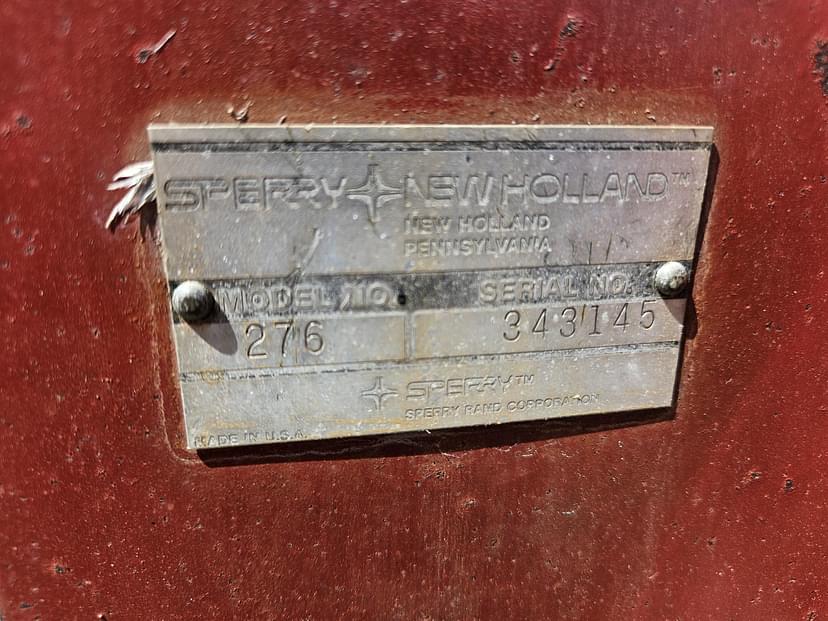 SPERRY NEW HOLLAND™
NEW HOLLAND
PENNSYLVANIA
MODEL NO. SERIAL NO.
276 343145
SPERRY™
SPERRY RAND CORPORATION
MADE IN U.S.A.